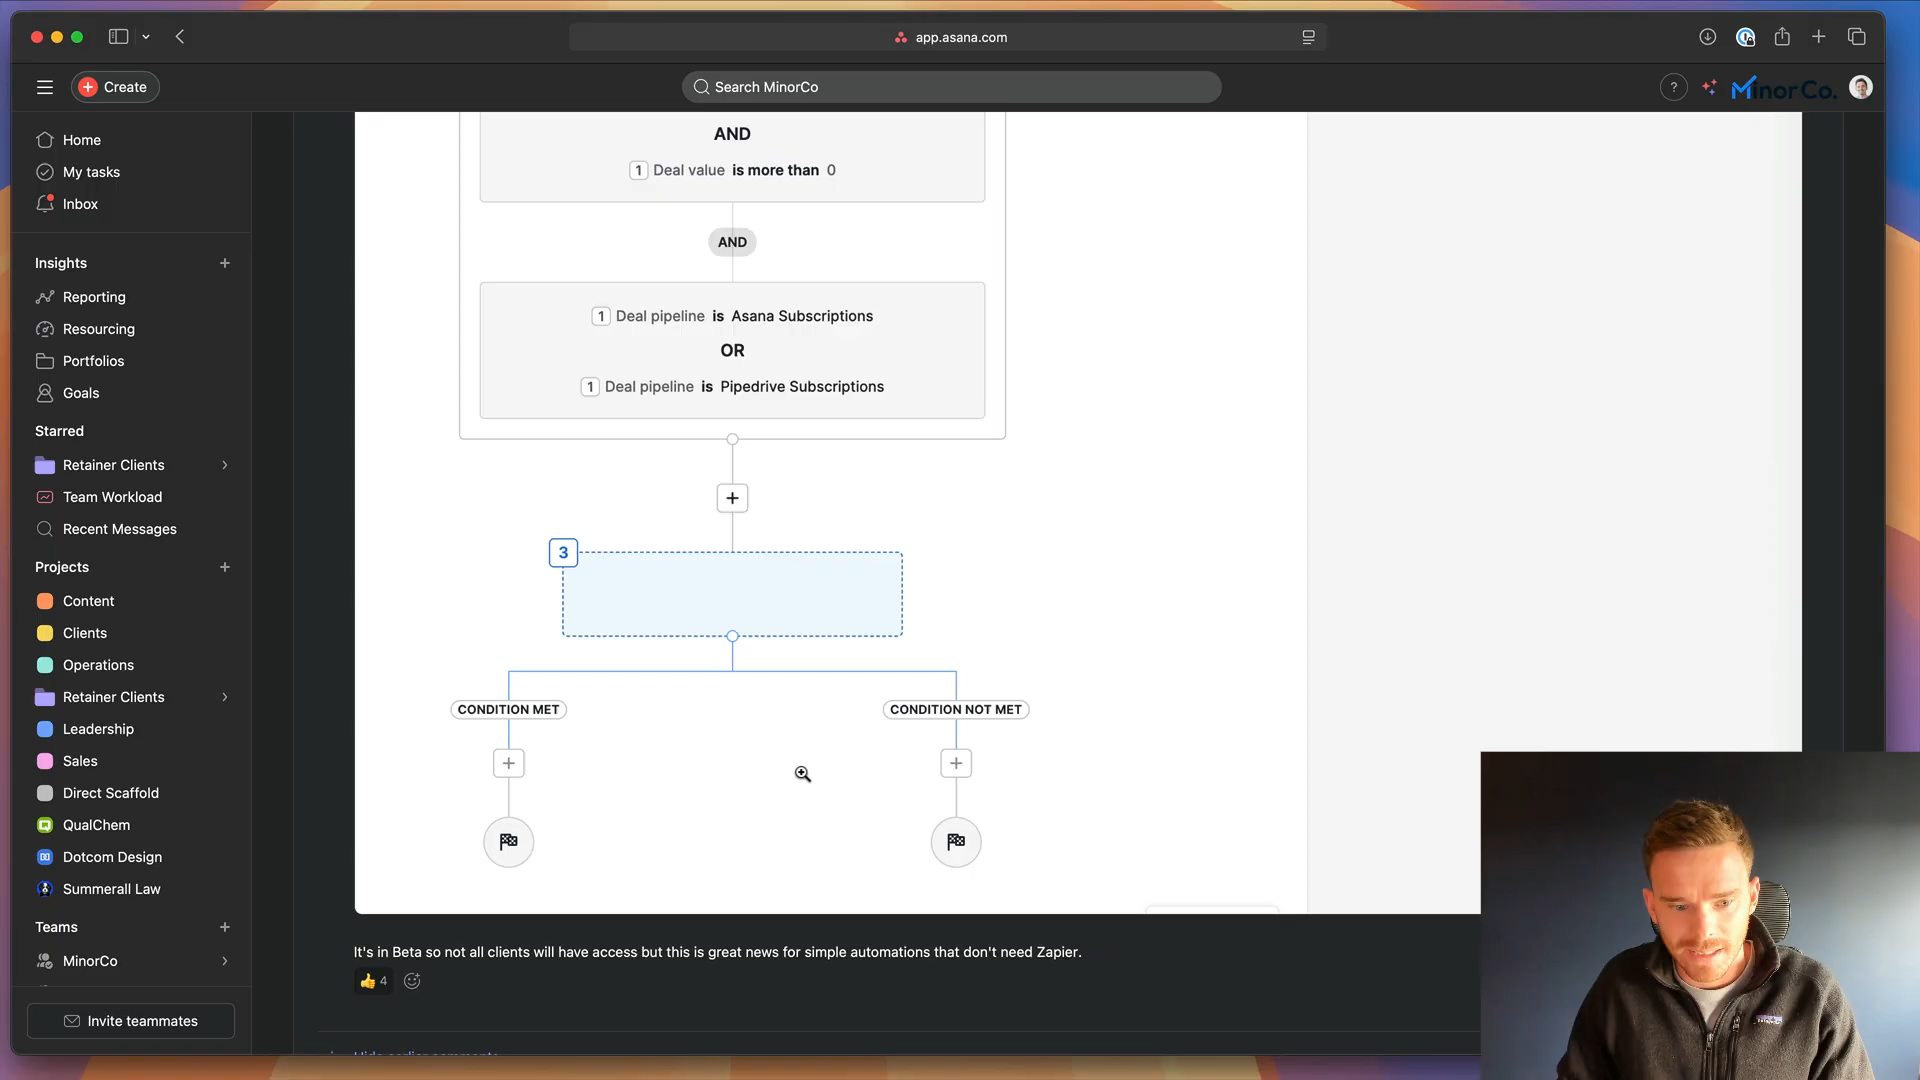 app.asana.com
Create
Search MinorCo
?
MinorCo.
Home
My tasks
Inbox
Insights
Reporting
Resourcing
Portfolios
Goals
Starred
Retainer Clients
Team Workload
Recent Messages
Projects
Content
Clients
Operations
Retainer Clients
Leadership
Sales
Direct Scaffold
QualChem
Dotcom Design
Summerall Law
Teams
MinorCo
Invite teammates
AND
1 Deal value is more than 0
AND
1 Deal pipeline is Asana Subscriptions
OR
1 Deal pipeline is Pipedrive Subscriptions
3
CONDITION MET
CONDITION NOT MET
It's in Beta so not all clients will have access but this is great news for simple automations that don't need Zapier.
4
Hide earlier comments